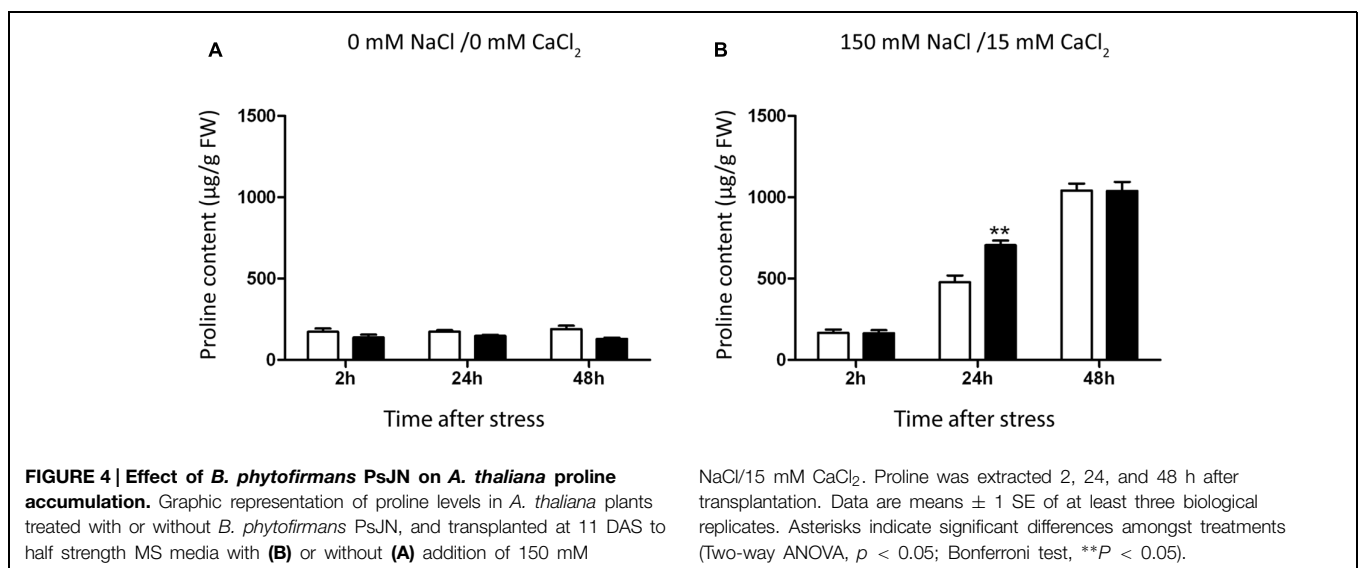 A
0 mM NaCl /0 mM CaCl₂
Proline content (µg/g FW)
1500
1000
500
0
2h
24h
48h
Time after stress
B
150 mM NaCl /15 mM CaCl₂
Proline content (µg/g FW)
1500
1000
500
0
**
2h
24h
48h
Time after stress
FIGURE 4 | Effect of B. phytofirmans PsJN on A. thaliana proline
accumulation. Graphic representation of proline levels in A. thaliana plants
treated with or without B. phytofirmans PsJN, and transplanted at 11 DAS to
half strength MS media with (B) or without (A) addition of 150 mM
NaCl/15 mM CaCl₂. Proline was extracted 2, 24, and 48 h after
transplantation. Data are means ± 1 SE of at least three biological
replicates. Asterisks indicate significant differences amongst treatments
(Two-way ANOVA, p < 0.05; Bonferroni test, **P < 0.05).